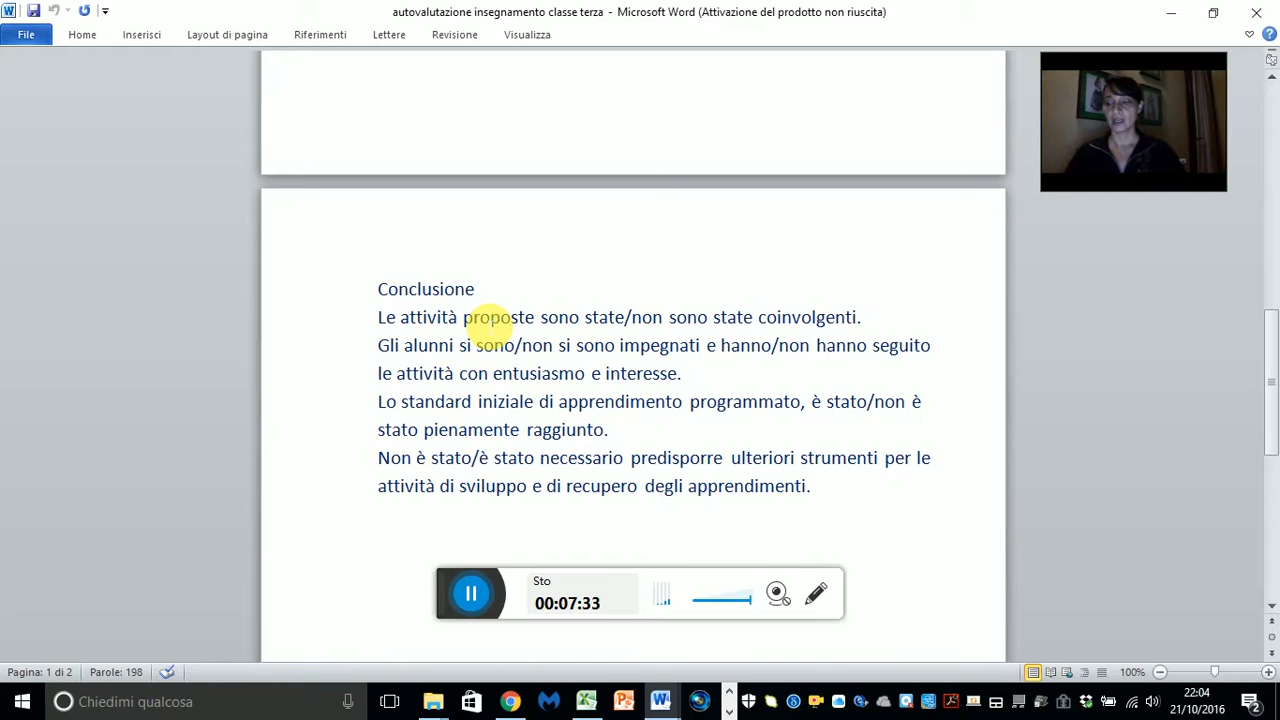 autovalutazione insegnamento classe terza - Microsoft Word (Attivazione del prodotto non riuscita)
File Home Inserisci Layout di pagina Riferimenti Lettere Revisione Visualizza
Conclusione
Le attività proposte sono state/non sono state coinvolgenti.
Gli alunni si sono/non si sono impegnati e hanno/non hanno seguito
le attività con entusiasmo e interesse.
Lo standard iniziale di apprendimento programmato, è stato/non è
stato pienamente raggiunto.
Non è stato/è stato necessario predisporre ulteriori strumenti per le
attività di sviluppo e di recupero degli apprendimenti.
Sto
00:07:33
Pagina: 1 di 2 Parole: 198 100%
Chiedimi qualcosa
22:04
21/10/2016
2